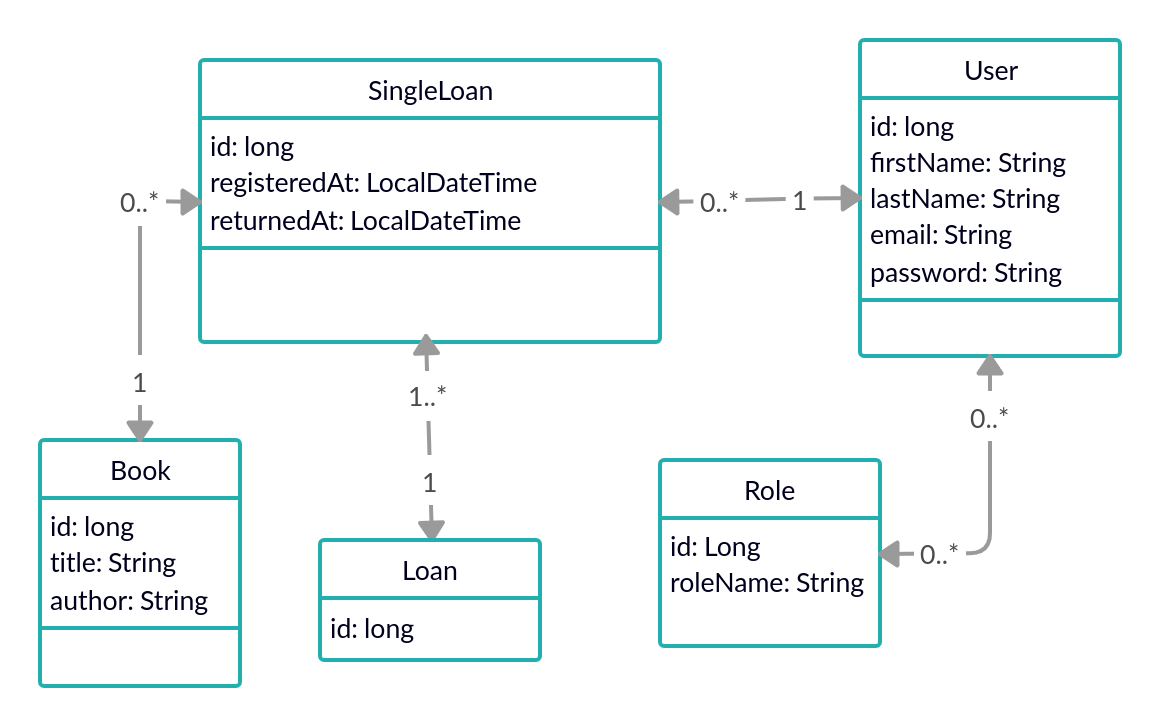 SingleLoan
id: long
registeredAt: LocalDateTime
returnedAt: LocalDateTime
User
id: long
firstName: String
lastName: String
email: String
password: String
0..*
0..*
1
1
1..*
1
0..*
0..*
Book
id: long
title: String
author: String
Loan
id: long
Role
id: Long
roleName: String